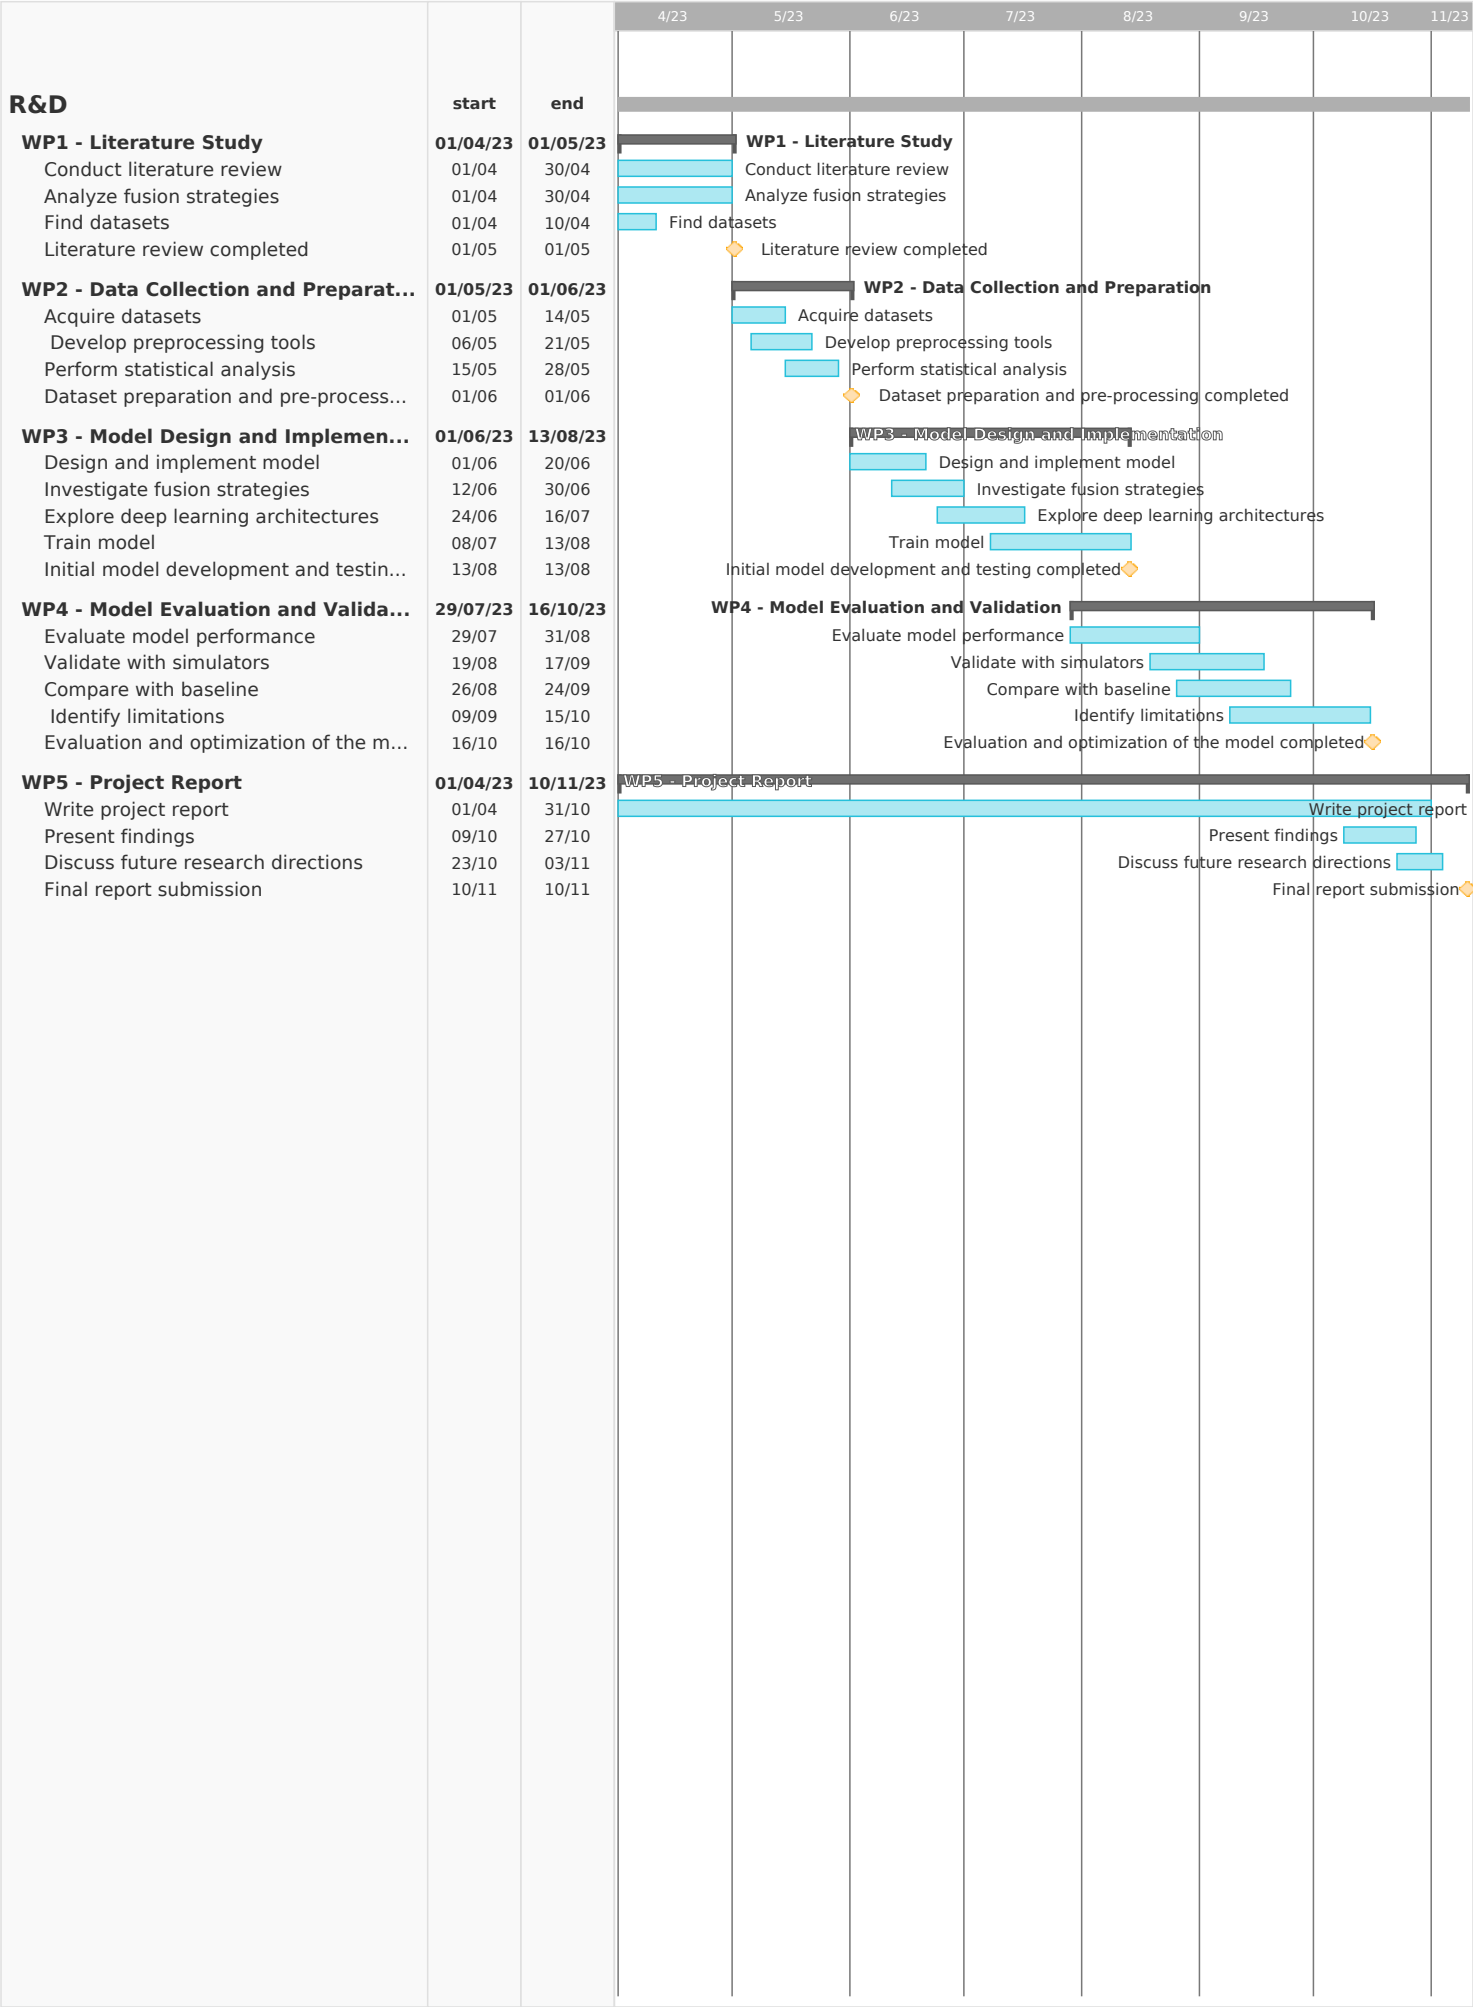 4/23 5/23 6/23 7/23 8/23 9/23 10/23 11/23
R&D start end
WP1 - Literature Study 01/04/23 01/05/23 WP1 - Literature Study
Conduct literature review 01/04 30/04 Conduct literature review
Analyze fusion strategies 01/04 30/04 Analyze fusion strategies
Find datasets 01/04 10/04 Find datasets
Literature review completed 01/05 01/05 Literature review completed
WP2 - Data Collection and Preparat... 01/05/23 01/06/23 WP2 - Data Collection and Preparation
Acquire datasets 01/05 14/05 Acquire datasets
Develop preprocessing tools 06/05 21/05 Develop preprocessing tools
Perform statistical analysis 15/05 28/05 Perform statistical analysis
Dataset preparation and pre-process... 01/06 01/06 Dataset preparation and pre-processing completed
WP3 - Model Design and Implemen... 01/06/23 13/08/23 WP3 - Model Design and Implementation
Design and implement model 01/06 20/06 Design and implement model
Investigate fusion strategies 12/06 30/06 Investigate fusion strategies
Explore deep learning architectures 24/06 16/07 Explore deep learning architectures
Train model 08/07 13/08 Train model
Initial model development and testin... 13/08 13/08 Initial model development and testing completed
WP4 - Model Evaluation and Valida... 29/07/23 16/10/23 WP4 - Model Evaluation and Validation
Evaluate model performance 29/07 31/08 Evaluate model performance
Validate with simulators 19/08 17/09 Validate with simulators
Compare with baseline 26/08 24/09 Compare with baseline
Identify limitations 09/09 15/10 Identify limitations
Evaluation and optimization of the m... 16/10 16/10 Evaluation and optimization of the model completed
WP5 - Project Report 01/04/23 10/11/23 WP5 - Project Report
Write project report 01/04 31/10 Write project report
Present findings 09/10 27/10 Present findings
Discuss future research directions 23/10 03/11 Discuss future research directions
Final report submission 10/11 10/11 Final report submission